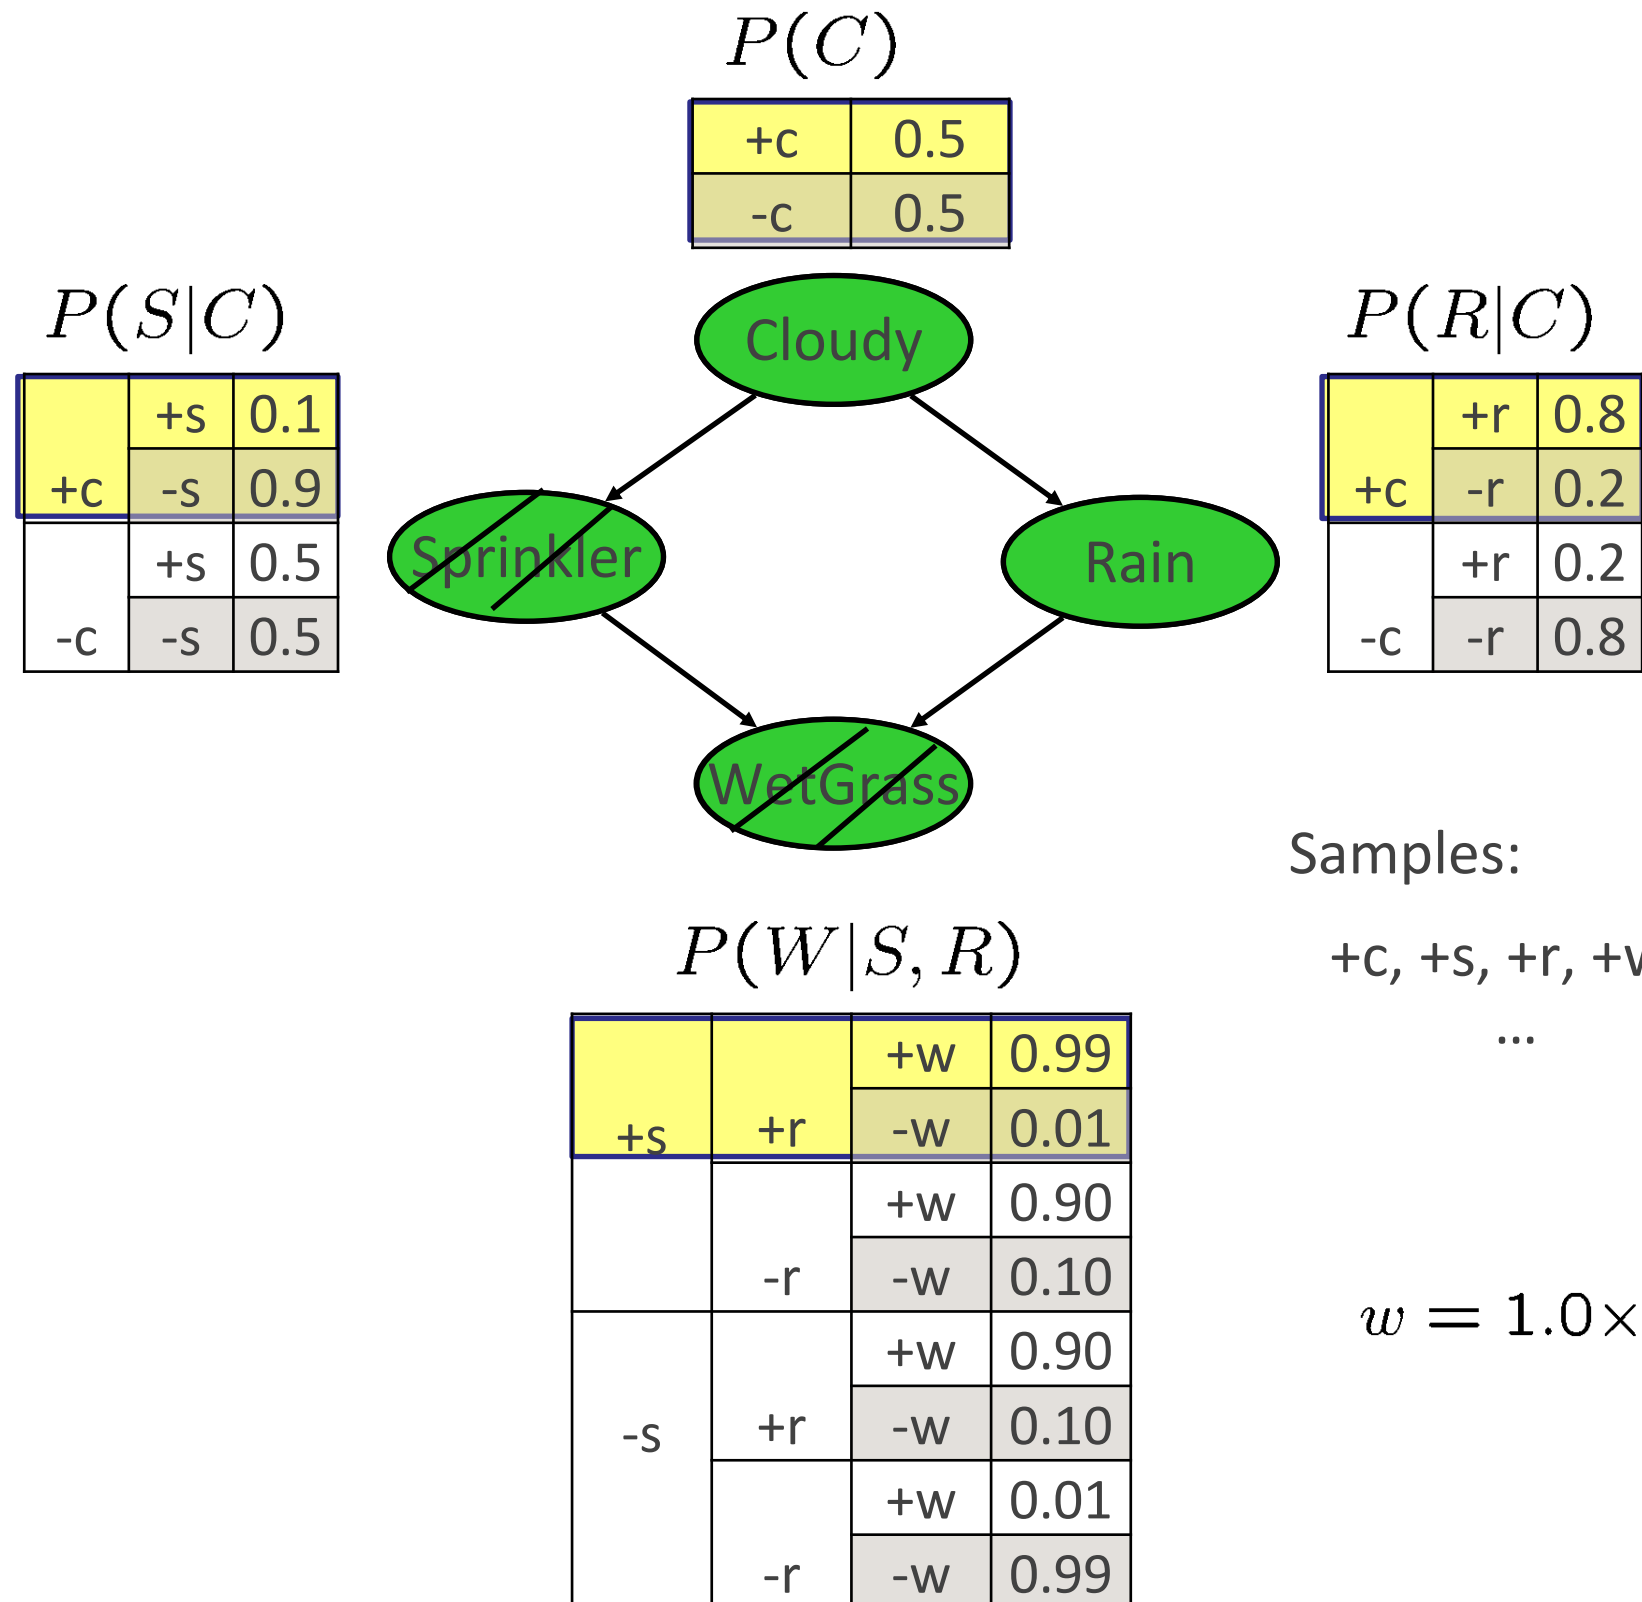 P(C)
+c 0.5
-c 0.5
P(S|C)
+c +s 0.1
-s 0.9
-c +s 0.5
-s 0.5
Cloudy
P(R|C)
+c +r 0.8
-r 0.2
-c +r 0.2
-r 0.8
Sprinkler
Rain
WetGrass
Samples:
+c, +s, +r, +w
...
P(W|S, R)
+s +r +w 0.99
-w 0.01
-r +w 0.90
-w 0.10
-s +r +w 0.90
-w 0.10
-r +w 0.01
-w 0.99
w = 1.0×